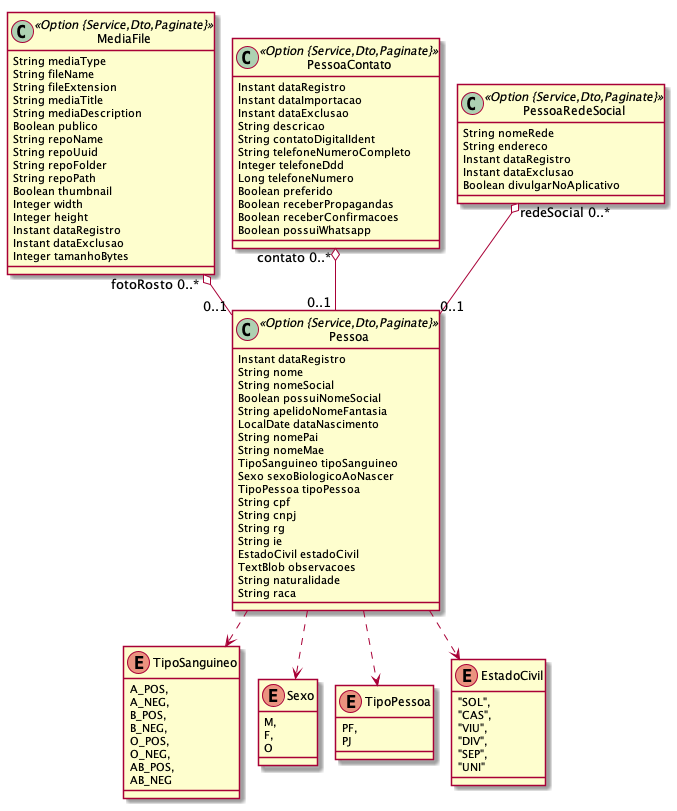 C «Option {Service,Dto,Paginate}»
MediaFile
String mediaType
String fileName
String fileExtension
String mediaTitle
String mediaDescription
Boolean publico
String repoName
String repoUuid
String repoFolder
String repoPath
Boolean thumbnail
Integer width
Integer height
Instant dataRegistro
Instant dataExclusao
Integer tamanhoBytes
C «Option {Service,Dto,Paginate}»
PessoaContato
Instant dataRegistro
Instant dataImportacao
Instant dataExclusao
String descricao
String contatoDigitalIdent
String telefoneNumeroCompleto
Integer telefoneDdd
Long telefoneNumero
Boolean preferido
Boolean receberPropagandas
Boolean receberConfirmacoes
Boolean possuiWhatsapp
C «Option {Service,Dto,Paginate}»
PessoaRedeSocial
String nomeRede
String endereco
Instant dataRegistro
Instant dataExclusao
Boolean divulgarNoAplicativo
fotoRosto 0..*
0..1
contato 0..*
0..1
redeSocial 0..*
0..1
C «Option {Service,Dto,Paginate}»
Pessoa
Instant dataRegistro
String nome
String nomeSocial
Boolean possuiNomeSocial
String apelidoNomeFantasia
LocalDate dataNascimento
String nomePai
String nomeMae
TipoSanguineo tipoSanguineo
Sexo sexoBiologicoAoNascer
TipoPessoa tipoPessoa
String cpf
String cnpj
String rg
String ie
EstadoCivil estadoCivil
TextBlob observacoes
String naturalidade
String raca
E TipoSanguineo
A_POS,
A_NEG,
B_POS,
B_NEG,
O_POS,
O_NEG,
AB_POS,
AB_NEG
E Sexo
M,
F,
O
E TipoPessoa
PF,
PJ
E EstadoCivil
"SOL",
"CAS",
"VIU",
"DIV",
"SEP",
"UNI"